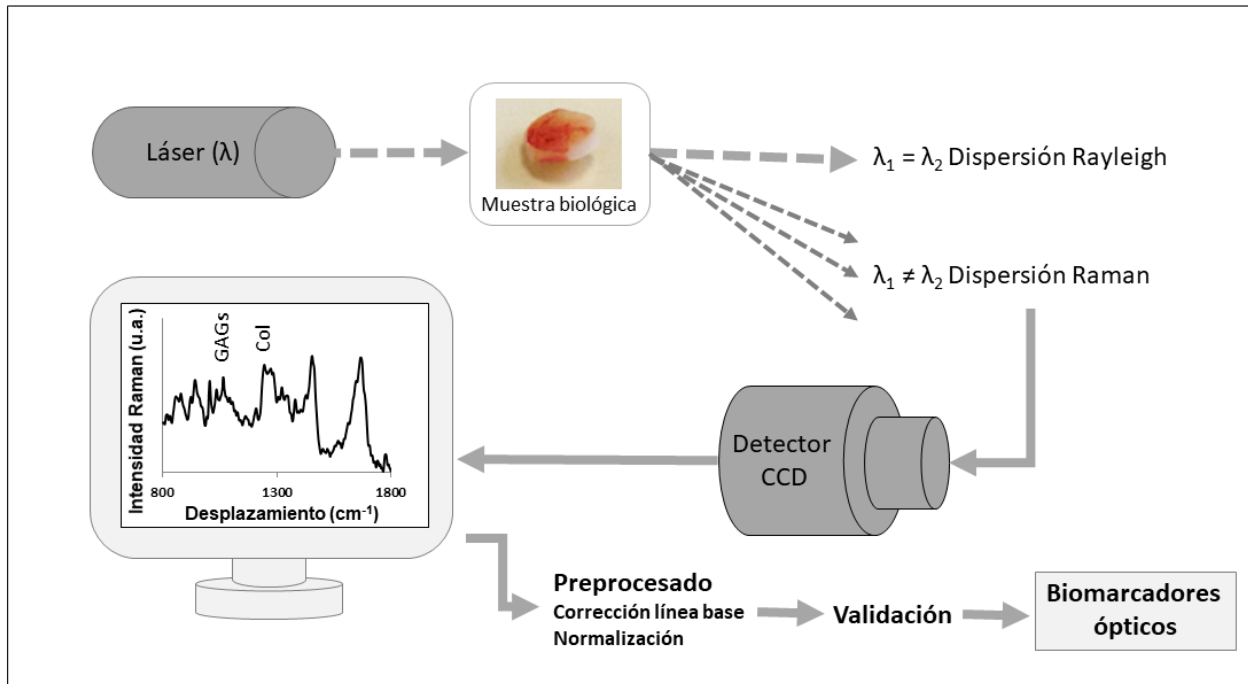 Láser (λ)
Muestra biológica
λ₁ = λ₂ Dispersión Rayleigh
λ₁ ≠ λ₂ Dispersión Raman
Intensidad Raman (u.a.)
GAGs
Col
800
1300
1800
Desplazamiento (cm⁻¹)
Detector
CCD
Preprocesado
Corrección línea base
Normalización
Validación
Biomarcadores
ópticos